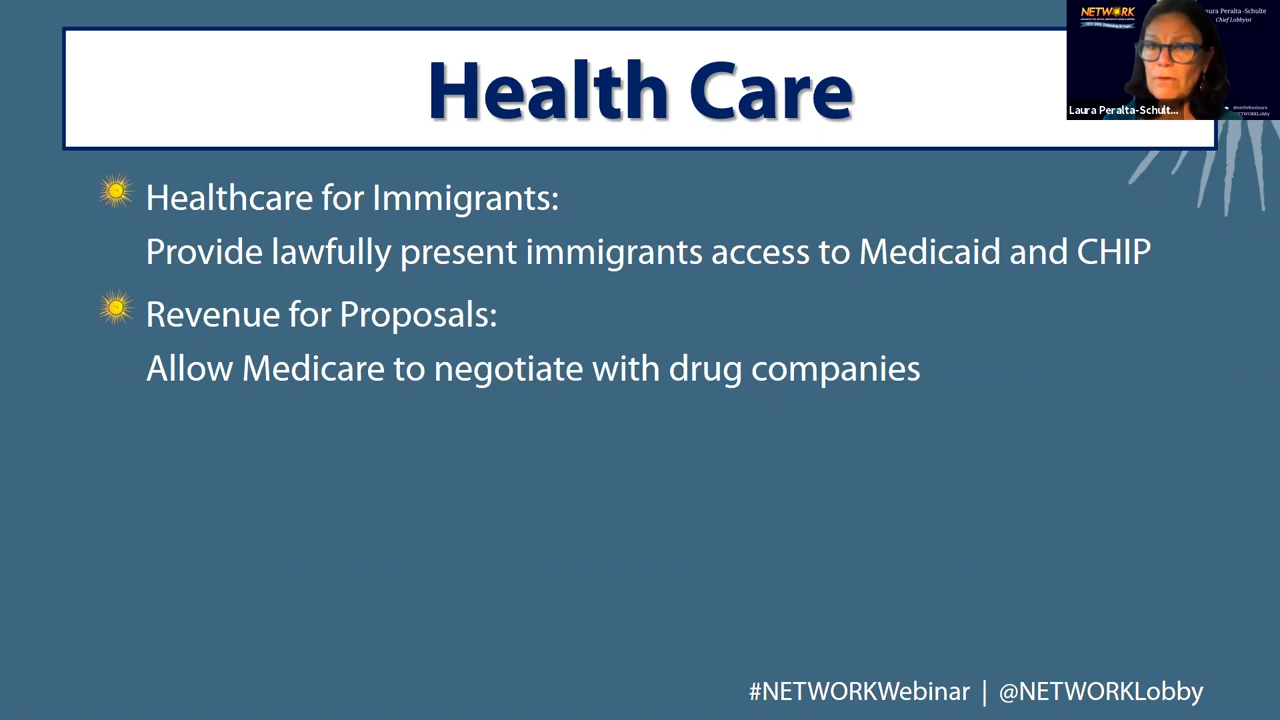 NETWORK
Laura Peralta -Schulte
Chief Lobbyist
Laura Peralta-Schult...
Health Care
Healthcare for Immigrants:
Provide lawfully present immigrants access to Medicaid and CHIP
Revenue for Proposals:
Allow Medicare to negotiate with drug companies
#NETWORKWebinar | @NETWORKLobby